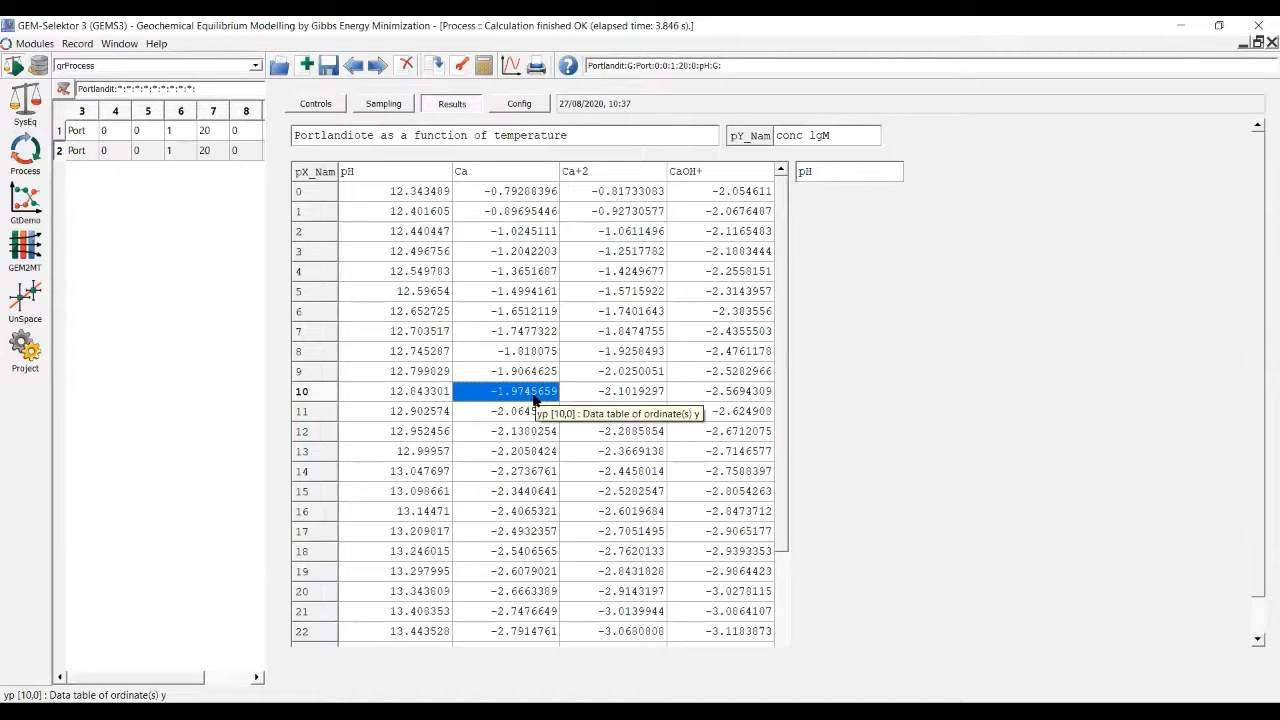 GEM-Selektor 3 (GEMS3) - Geochemical Equilibrium Modelling by Gibbs Energy Minimization - [Process :: Calculation finished OK (elapsed time: 3.846 s).]
Modules Record Window Help
qrProcess
Portlandit:G:Port:0:0:1:20:0:pH:G:
Portlandit:*:*:*:*:*:*:*:*:*:
Controls Sampling Results Config 27/08/2020, 10:37
SysEq
Process
GtDemo
GEM2MT
UnSpace
Project
3 4 5 6 7 8
1 Port 0 0 1 20 0
2 Port 0 0 1 20 0
Portlandiote as a function of temperature
pY_Nam conc lgM
pX_Nam pH Ca Ca+2 CaOH+ pH
0 12.343489 -0.79288396 -0.81733083 -2.054611
1 12.401605 -0.89695446 -0.92730577 -2.0676487
2 12.440447 -1.0245111 -1.0611496 -2.1165483
3 12.496756 -1.2042203 -1.2517782 -2.1883444
4 12.549783 -1.3651687 -1.4249677 -2.2558151
5 12.59654 -1.4994161 -1.5715922 -2.3143957
6 12.652725 -1.6512119 -1.7401643 -2.383556
7 12.703517 -1.7477322 -1.8474755 -2.4355503
8 12.745287 -1.818075 -1.9258493 -2.4761178
9 12.799829 -1.9064625 -2.0250051 -2.5282966
10 12.843301 -1.9745659 -2.1019297 -2.5694309
11 12.902574 -2.064 yp [10,0] : Data table of ordinate(s) y -2.624908
12 12.952456 -2.1380254 -2.2885854 -2.6712075
13 12.99957 -2.2058424 -2.3669138 -2.7146577
14 13.047697 -2.2736761 -2.4458014 -2.7588397
15 13.098661 -2.3440641 -2.5282547 -2.8054263
16 13.14471 -2.4065321 -2.6019684 -2.8473712
17 13.209817 -2.4932357 -2.7051495 -2.9065177
18 13.246015 -2.5406565 -2.7620133 -2.9393353
19 13.297995 -2.6079021 -2.8431828 -2.9864423
20 13.343809 -2.6663389 -2.9143197 -3.0278115
21 13.408353 -2.7476649 -3.0139944 -3.0864107
22 13.443528 -2.7914761 -3.0680808 -3.1183873
yp [10,0] : Data table of ordinate(s) y